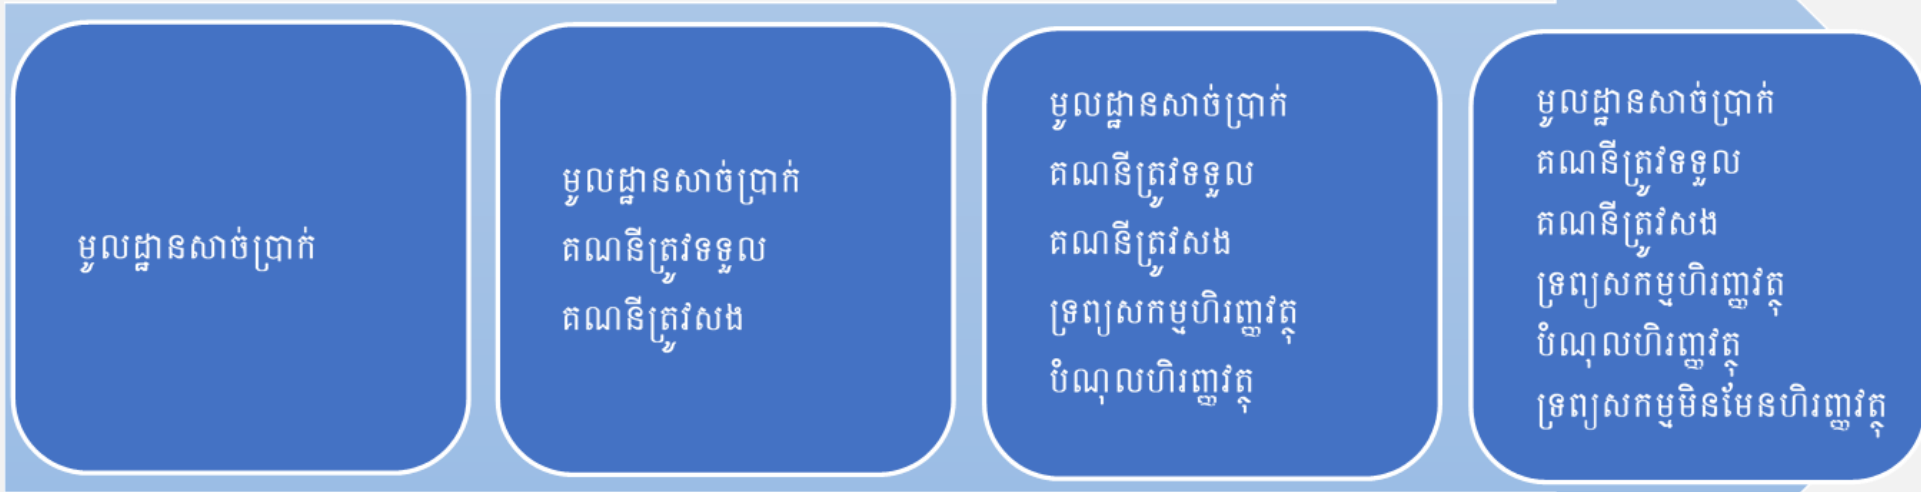 មូលដ្ឋានសាច់ប្រាក់
មូលដ្ឋានសាច់ប្រាក់
គណនីត្រូវទទួល
គណនីត្រូវសង
មូលដ្ឋានសាច់ប្រាក់
គណនីត្រូវទទួល
គណនីត្រូវសង
ទ្រព្យសកម្មហិរញ្ញវត្ថុ
បំណុលហិរញ្ញវត្ថុ
មូលដ្ឋានសាច់ប្រាក់
គណនីត្រូវទទួល
គណនីត្រូវសង
ទ្រព្យសកម្មហិរញ្ញវត្ថុ
បំណុលហិរញ្ញវត្ថុ
ទ្រព្យសកម្មមិនមែនហិរញ្ញវត្ថុ